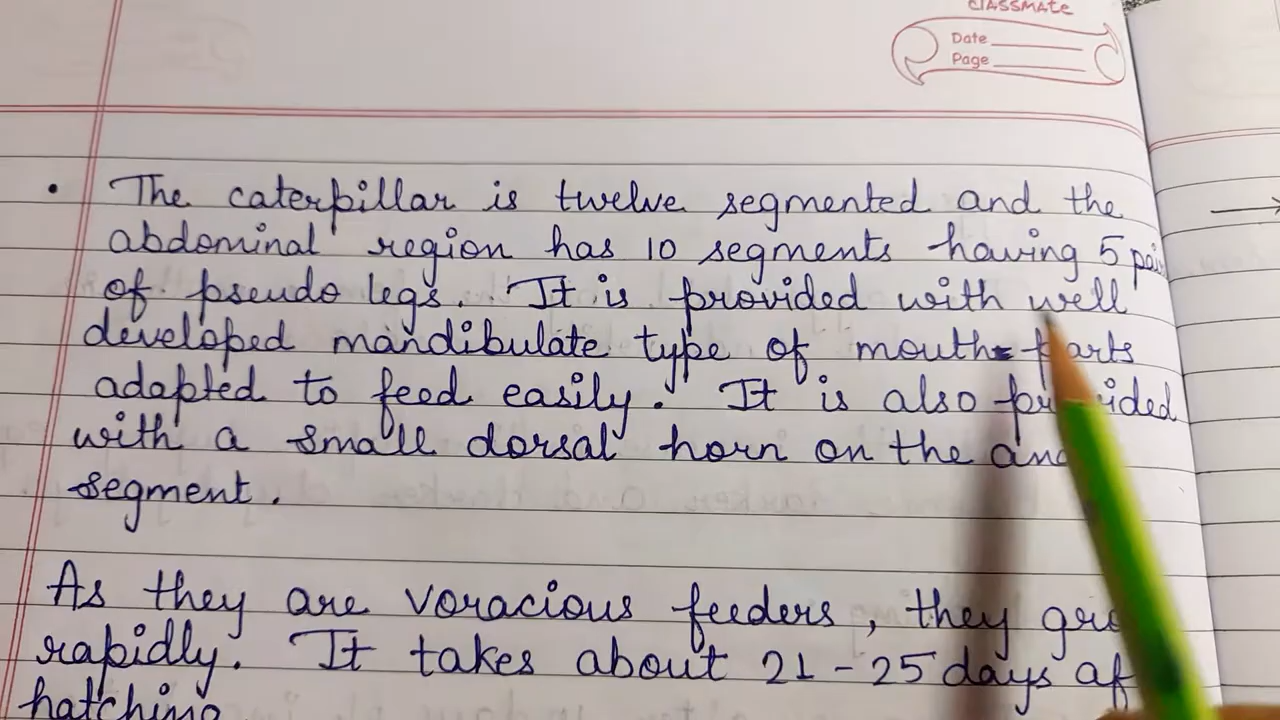 CLASSMATE
Date
Page
• The caterpillar is twelve segmented and the
abdominal region has 10 segments having 5
of pseudo legs. It is provided with well
developed mandibulate type of mouth-parts
adapted to feed easily. It is also provided
with a small dorsal horn on the
segment.
As they are voracious feeders, they
rapidly. It takes about 21-25 days
hatching